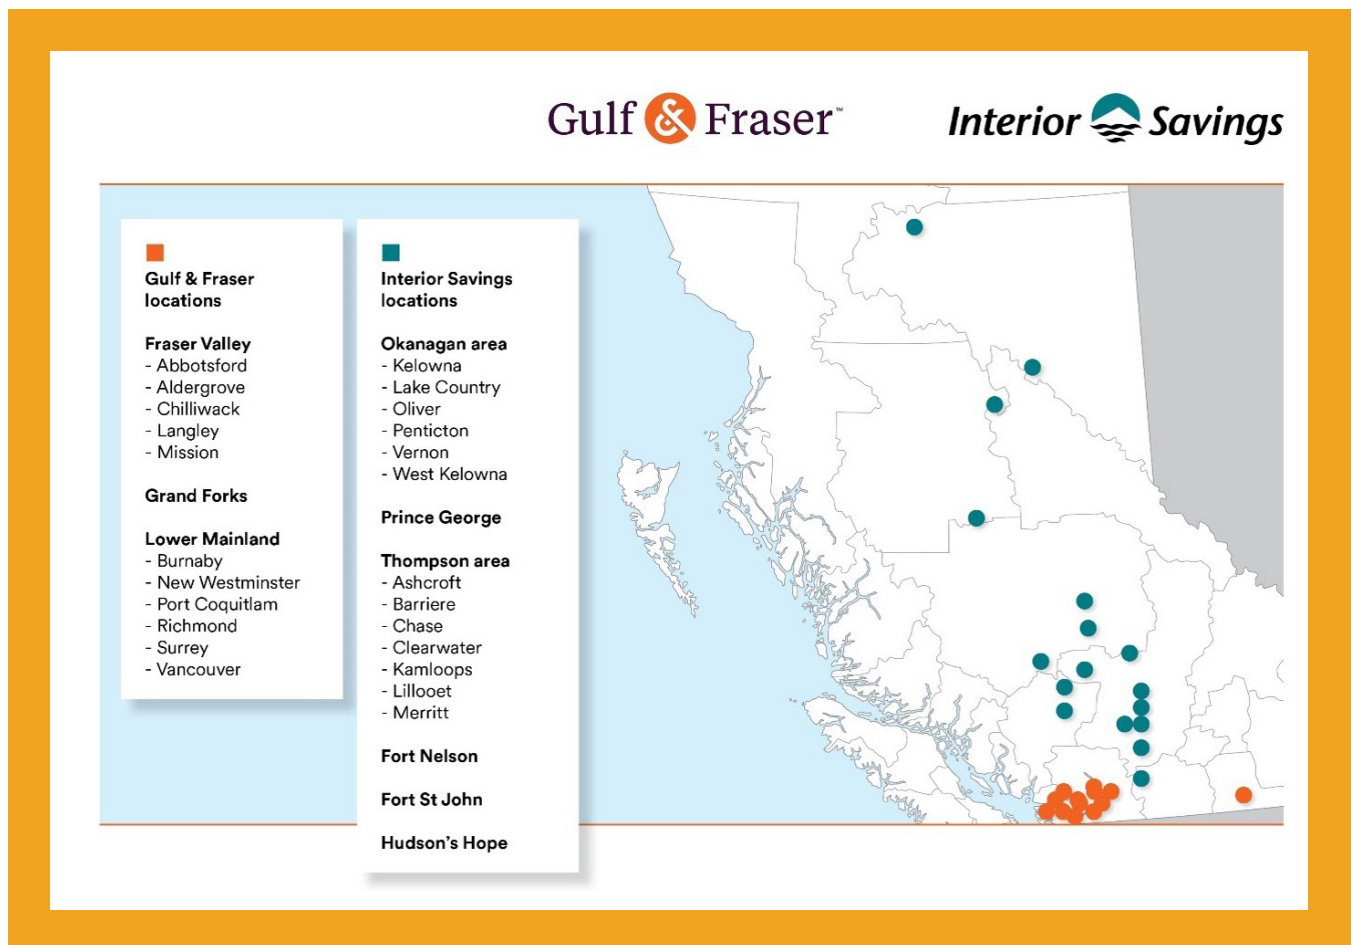 Gulf & Fraser™
Interior Savings
Gulf & Fraser
locations
Fraser Valley
- Abbotsford
- Aldergrove
- Chilliwack
- Langley
- Mission
Grand Forks
Lower Mainland
- Burnaby
- New Westminster
- Port Coquitlam
- Richmond
- Surrey
- Vancouver
Interior Savings
locations
Okanagan area
- Kelowna
- Lake Country
- Oliver
- Penticton
- Vernon
- West Kelowna
Prince George
Thompson area
- Ashcroft
- Barriere
- Chase
- Clearwater
- Kamloops
- Lillooet
- Merritt
Fort Nelson
Fort St John
Hudson's Hope